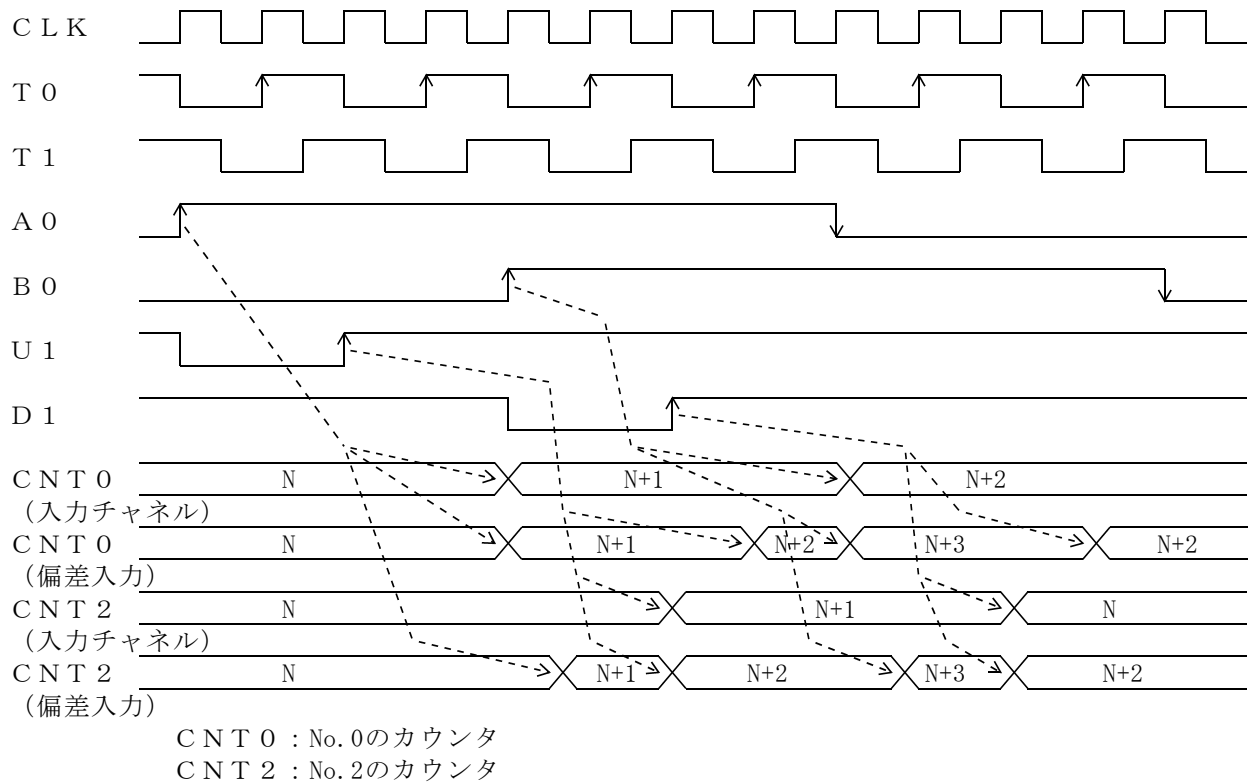 ＣＬＫ
Ｔ０
Ｔ１
Ａ０
Ｂ０
Ｕ１
Ｄ１
ＣＮＴ０ N N+1 N+2
（入力チャネル）
ＣＮＴ０ N N+1 N+2 N+3 N+2
（偏差入力）
ＣＮＴ２ N N+1 N
（入力チャネル）
ＣＮＴ２ N N+1 N+2 N+3 N+2
（偏差入力）
ＣＮＴ０：No.0のカウンタ
ＣＮＴ２：No.2のカウンタ